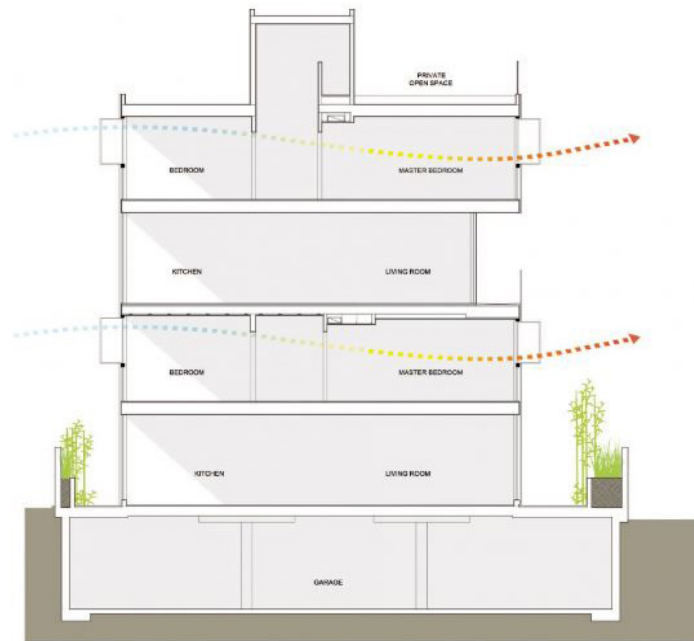 PRIVATE
OPEN SPACE
BEDROOM
MASTER BEDROOM
KITCHEN
LIVING ROOM
BEDROOM
MASTER BEDROOM
KITCHEN
LIVING ROOM
GARAGE